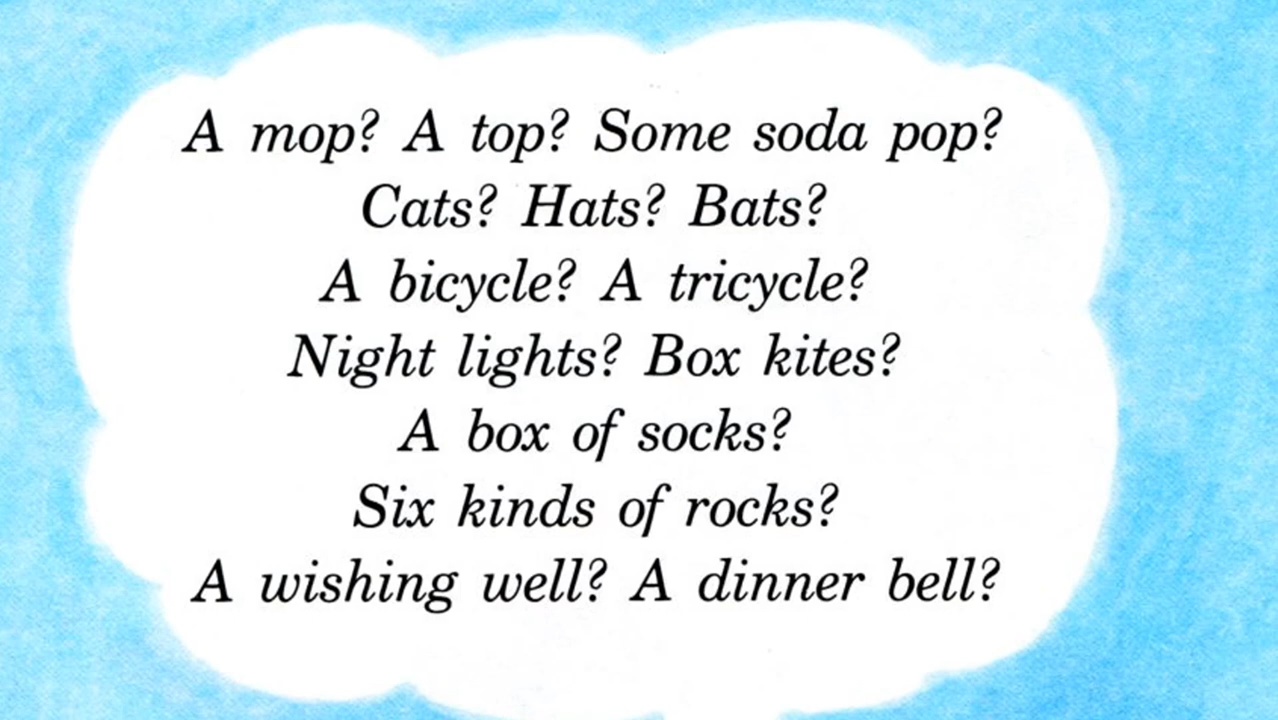 A mop? A top? Some soda pop?
Cats? Hats? Bats?
A bicycle? A tricycle?
Night lights? Box kites?
A box of socks?
Six kinds of rocks?
A wishing well? A dinner bell?